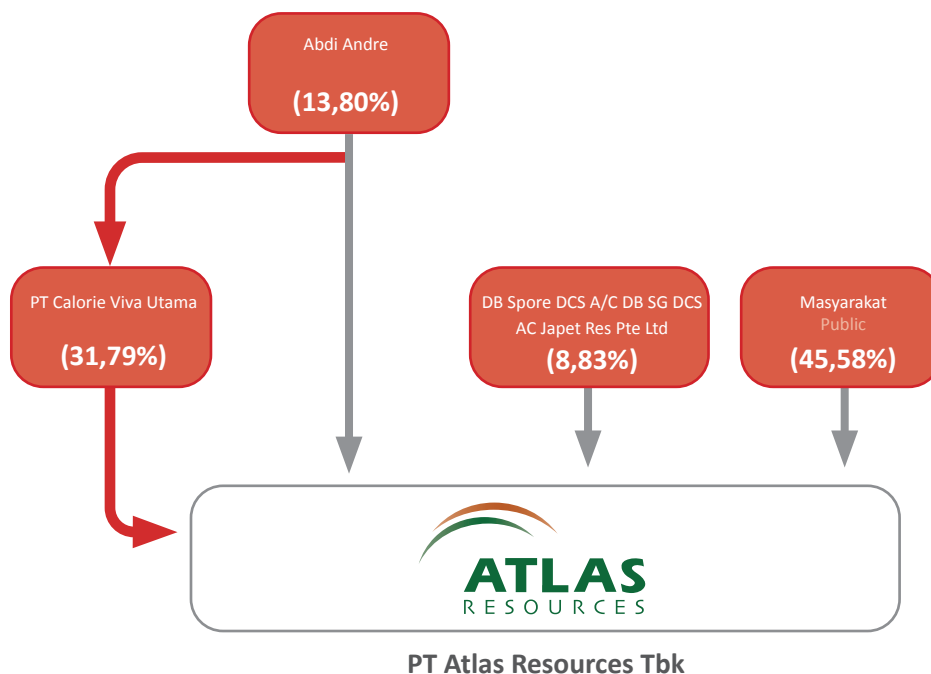 Abdi Andre
(13,80%)
PT Calorie Viva Utama
(31,79%)
DB Spore DCS A/C DB SG DCS
AC Japet Res Pte Ltd
(8,83%)
Masyarakat
Public
(45,58%)
ATLAS
RESOURCES
PT Atlas Resources Tbk